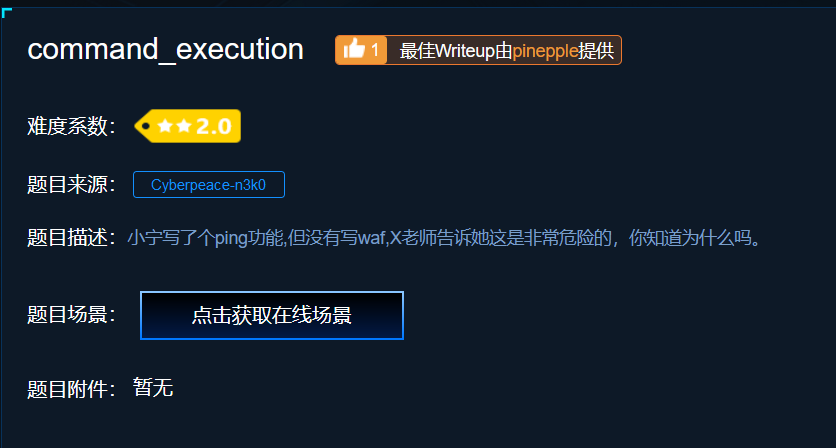 command_execution 1 最佳Writeup由pinepple提供
难度系数： 2.0
题目来源： Cyberpeace-n3k0
题目描述：小宁写了个ping功能,但没有写waf,X老师告诉她这是非常危险的，你知道为什么吗。
题目场景： 点击获取在线场景
题目附件： 暂无